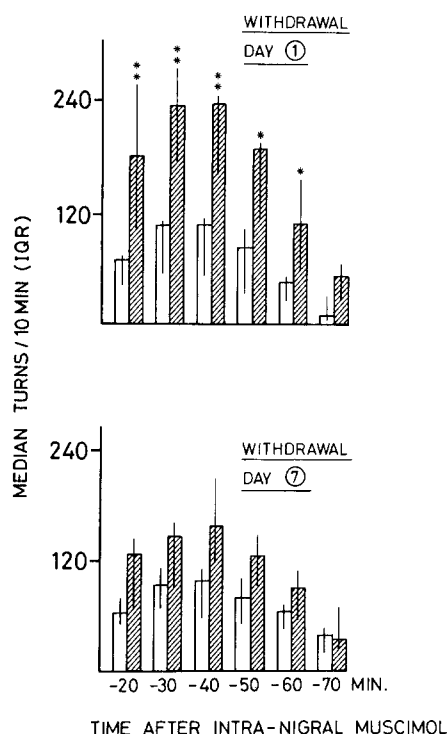 WITHDRAWAL
DAY 1
** ** ** * *
240
120
MEDIAN TURNS / 10 MIN (IQR)
WITHDRAWAL
DAY 7
240
120
-20 -30 -40 -50 -60 -70 MIN.
TIME AFTER INTRA-NIGRAL MUSCIMOL